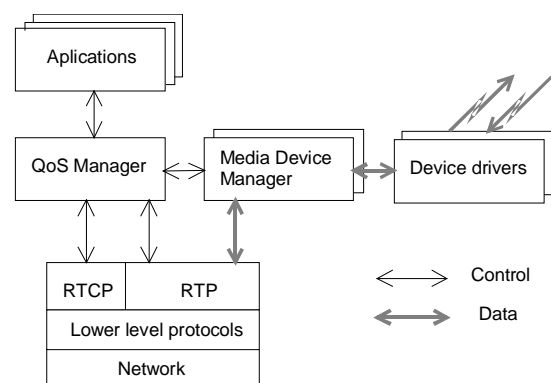 Aplications
QoS Manager
Media Device
Manager
Device drivers
RTCP
RTP
Lower level protocols
Network
Control
Data